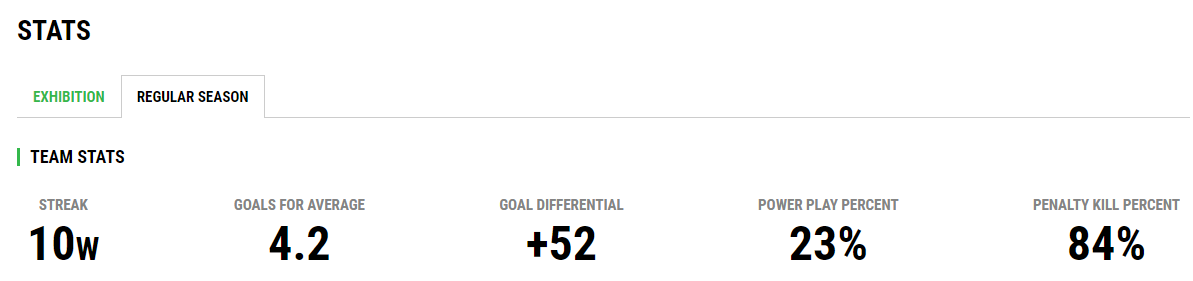 STATS
EXHIBITION REGULAR SEASON
TEAM STATS
STREAK GOALS FOR AVERAGE GOAL DIFFERENTIAL POWER PLAY PERCENT PENALTY KILL PERCENT
10W 4.2 +52 23% 84%